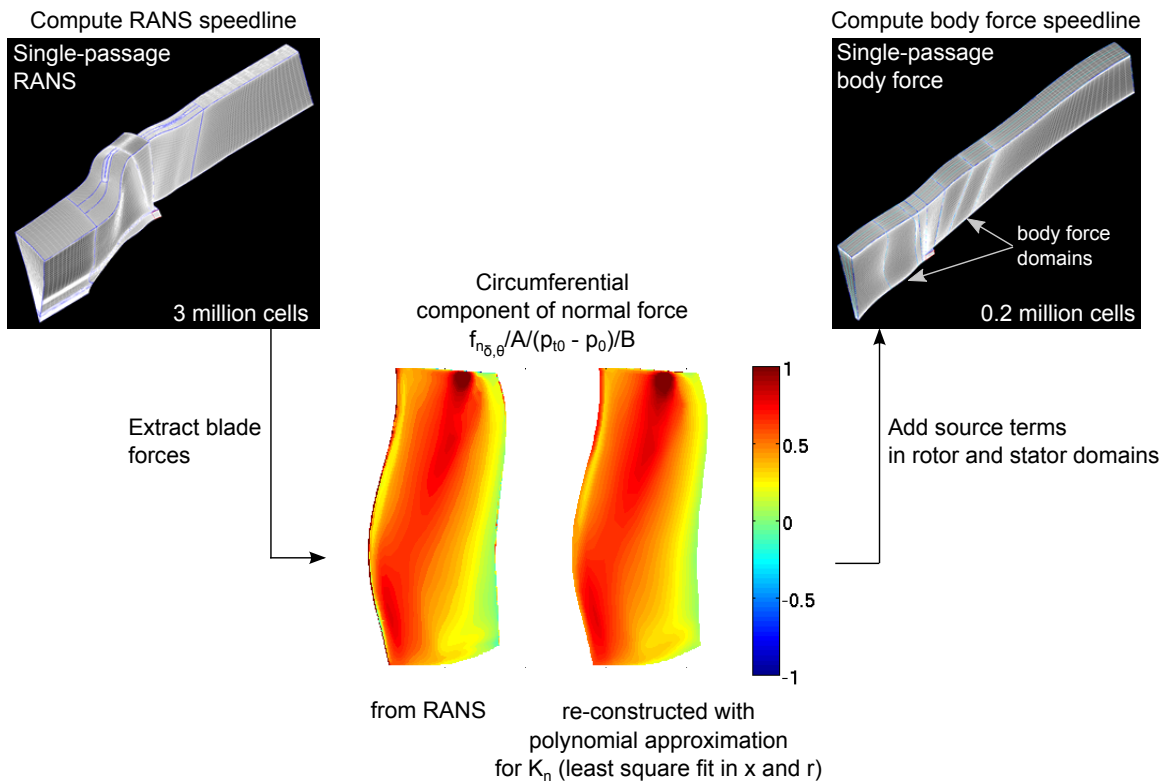 Compute RANS speedline
Single-passage
RANS
3 million cells
Compute body force speedline
Single-passage
body force
body force
domains
0.2 million cells
Circumferential
component of normal force
f_{n_{δ,θ}}/A/(p_{t0} - p_0)/B
Extract blade
forces
1
0.5
0
-0.5
-1
Add source terms
in rotor and stator domains
from RANS
re-constructed with
polynomial approximation
for K_n (least square fit in x and r)